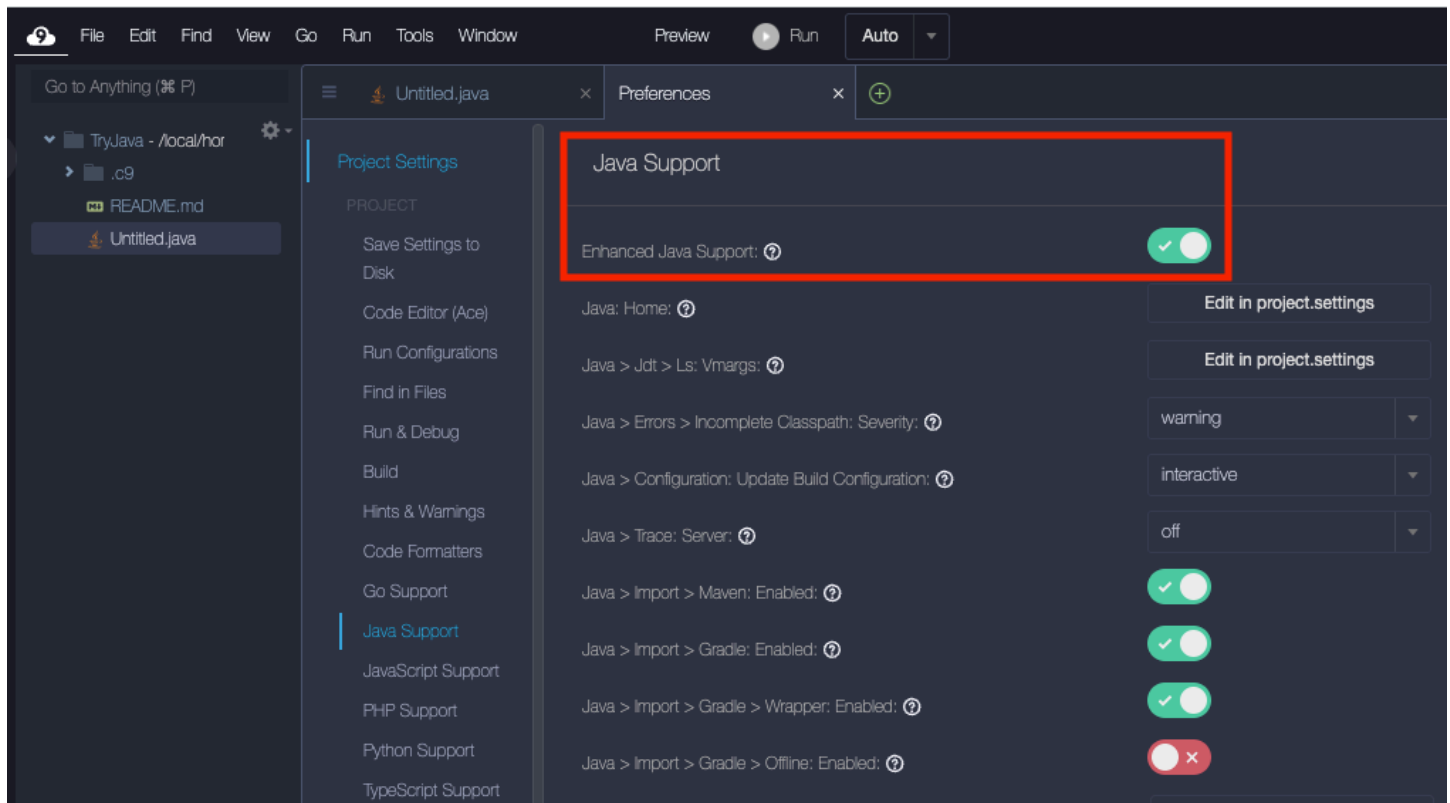 9 File Edit Find View Go Run Tools Window Preview Run Auto
Go to Anything (⌘ P)
Untitled.java
Preferences
TryJava - /local/hor
.c9
README.md
Untitled.java
Project Settings
PROJECT
Save Settings to
Disk
Code Editor (Ace)
Run Configurations
Find in Files
Run & Debug
Build
Hints & Warnings
Code Formatters
Go Support
Java Support
JavaScript Support
PHP Support
Python Support
TypeScript Support
Java Support
Enhanced Java Support: ?
Java: Home: ? Edit in project.settings
Java > Jdt > Ls: Vmargs: ? Edit in project.settings
Java > Errors > Incomplete Classpath: Severity: ? warning
Java > Configuration: Update Build Configuration: ? interactive
Java > Trace: Server: ? off
Java > Import > Maven: Enabled: ?
Java > Import > Gradle: Enabled: ?
Java > Import > Gradle > Wrapper: Enabled: ?
Java > Import > Gradle > Offline: Enabled: ?